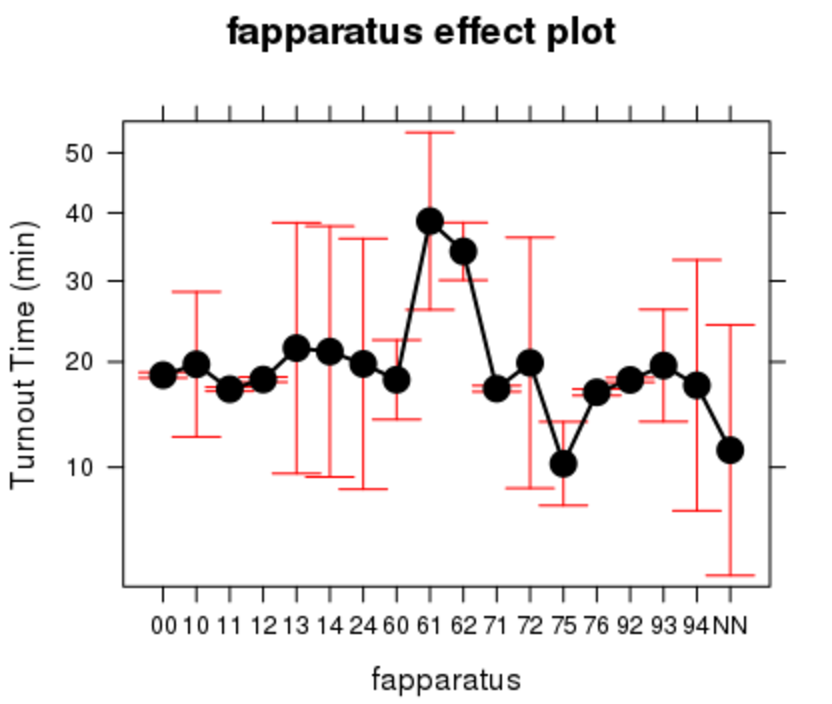 fapparatus effect plot
50
40
30
20
10
Turnout Time (min)
00 10 11 12 13 14 24 60 61 62 71 72 75 76 92 93 94 NN
fapparatus